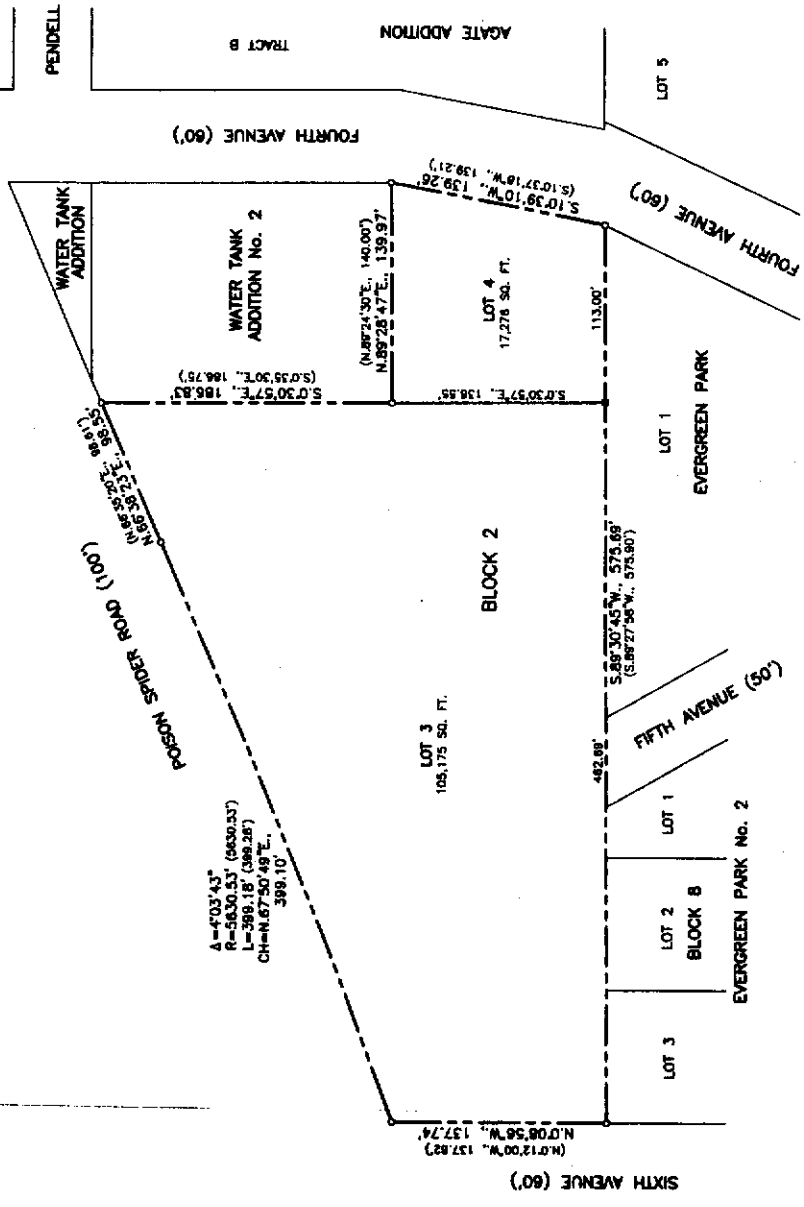 PENDELL
TRACT B
AGATE ADDITION
FOURTH AVENUE (60')
WATER TANK
ADDITION
WATER TANK
ADDITION No. 2
(N.89°24'30"E., 140.00')
N.89°28'47"E., 139.97'
S.10°39'10"W., 139.26'
(S.10°37'18"W., 139.21')
LOT 5
FOURTH AVENUE (60')
S.0°30'57"E., 186.83'
(S.0°35'30"E., 186.75')
LOT 4
17,278 SQ. FT.
S.0°30'57"E., 136.55'
113.00'
(N.66°35'20"E., 98.61')
N.66°38'23"E., 98.55'
POISON SPIDER ROAD (100')
BLOCK 2
LOT 1
EVERGREEN PARK
S.89°30'45"W., 575.69'
(S.89°27'58"W., 575.90')
LOT 3
105,175 SQ. FT.
462.69'
FIFTH AVENUE (50')
Δ=4°03'43"
R=5630.53' (5630.53')
L=399.18' (399.26')
CH=N.67°50'49"E.,
399.10'
LOT 1
LOT 2
BLOCK 8
LOT 3
EVERGREEN PARK No. 2
N.0°08'56"W., 137.74'
(N.0°12'00"W., 137.82')
SIXTH AVENUE (60')